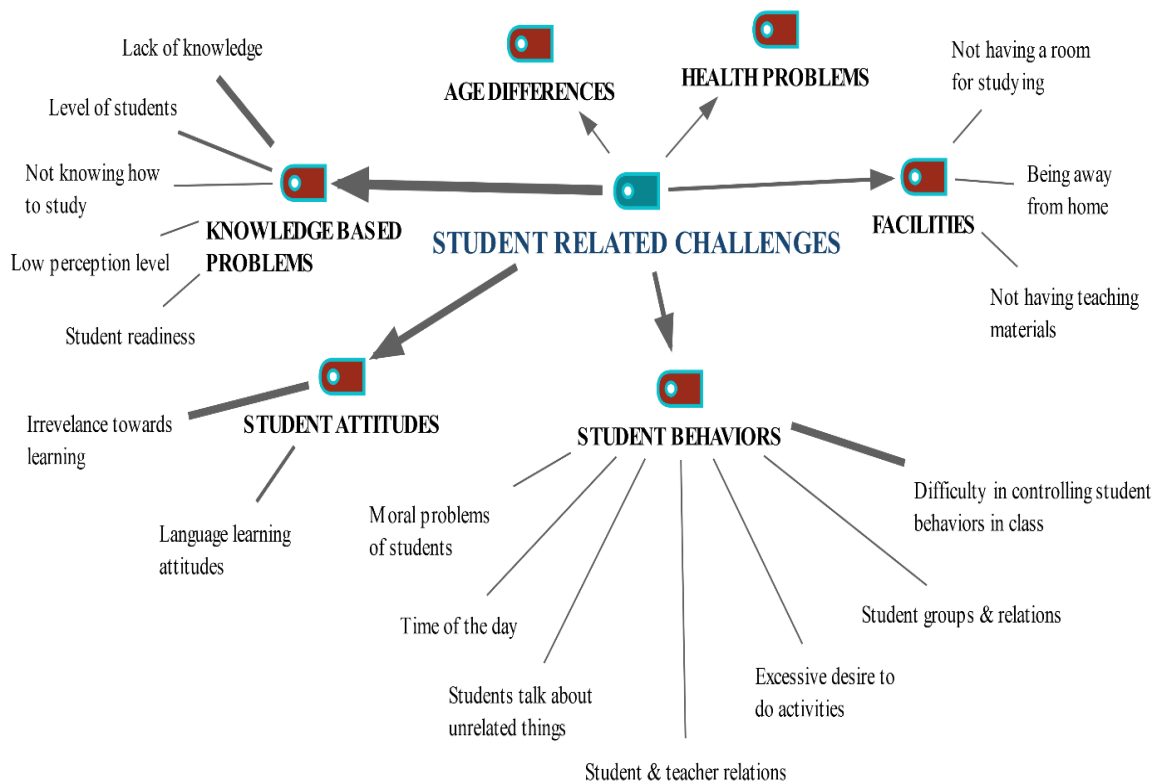 Lack of knowledge
Level of students
Not knowing how
to study
Low perception level
Student readiness
KNOWLEDGE BASED
PROBLEMS
AGE DIFFERENCES
HEALTH PROBLEMS
Not having a room
for studying
Being away
from home
Not having teaching
materials
FACILITIES
STUDENT RELATED CHALLENGES
STUDENT ATTITUDES
Irrevelance towards
learning
Language learning
attitudes
STUDENT BEHAVIORS
Moral problems
of students
Time of the day
Students talk about
unrelated things
Student & teacher relations
Excessive desire to
do activities
Student groups & relations
Difficulty in controlling student
behaviors in class